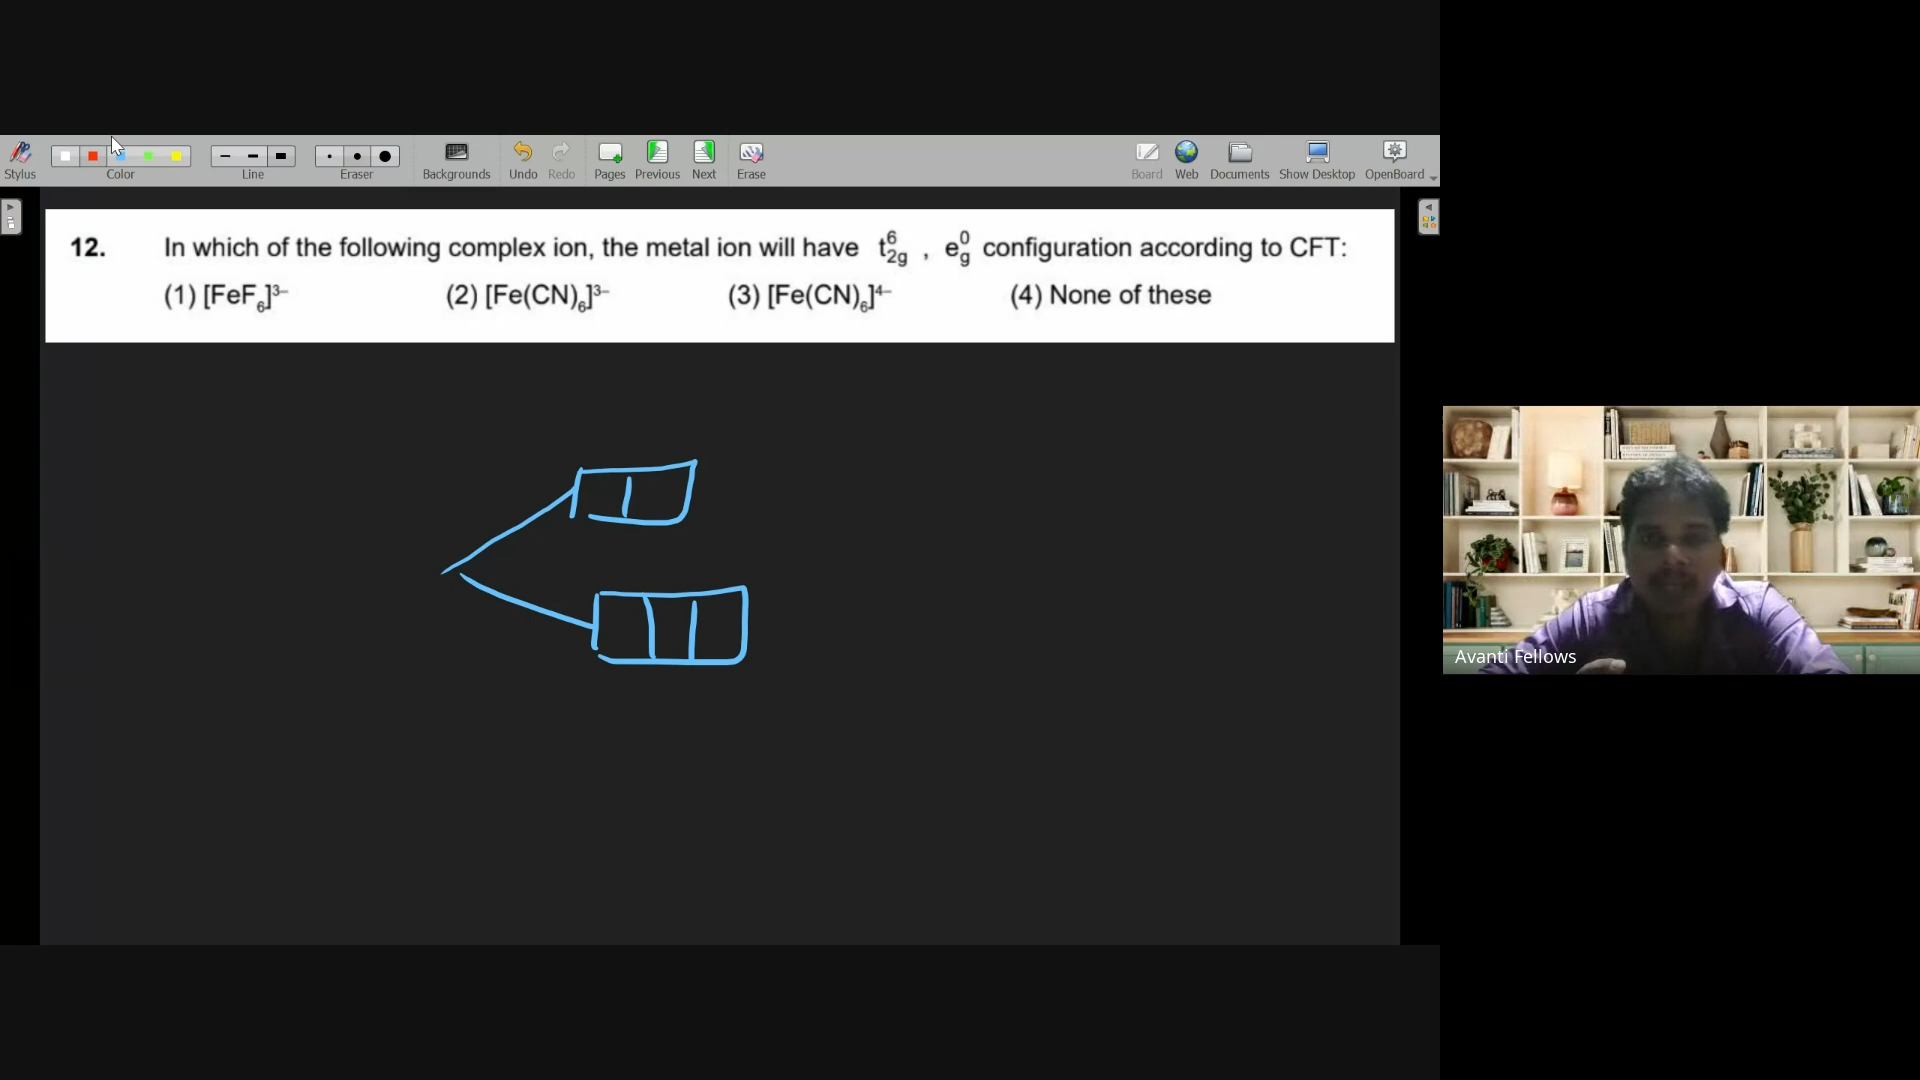 Stylus Color Line Eraser Backgrounds Undo Redo Pages Previous Next Erase Board Web Documents Show Desktop OpenBoard
12. In which of the following complex ion, the metal ion will have t₂g⁶ , eg⁰ configuration according to CFT:
(1) [FeF₆]³⁻ (2) [Fe(CN)₆]³⁻ (3) [Fe(CN)₆]⁴⁻ (4) None of these
Avanti Fellows